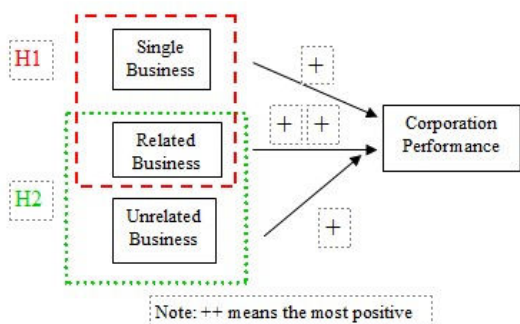 H1
Single
Business
+
+ +
Related
Business
Corporation
Performance
H2
Unrelated
Business
+
Note: ++ means the most positive